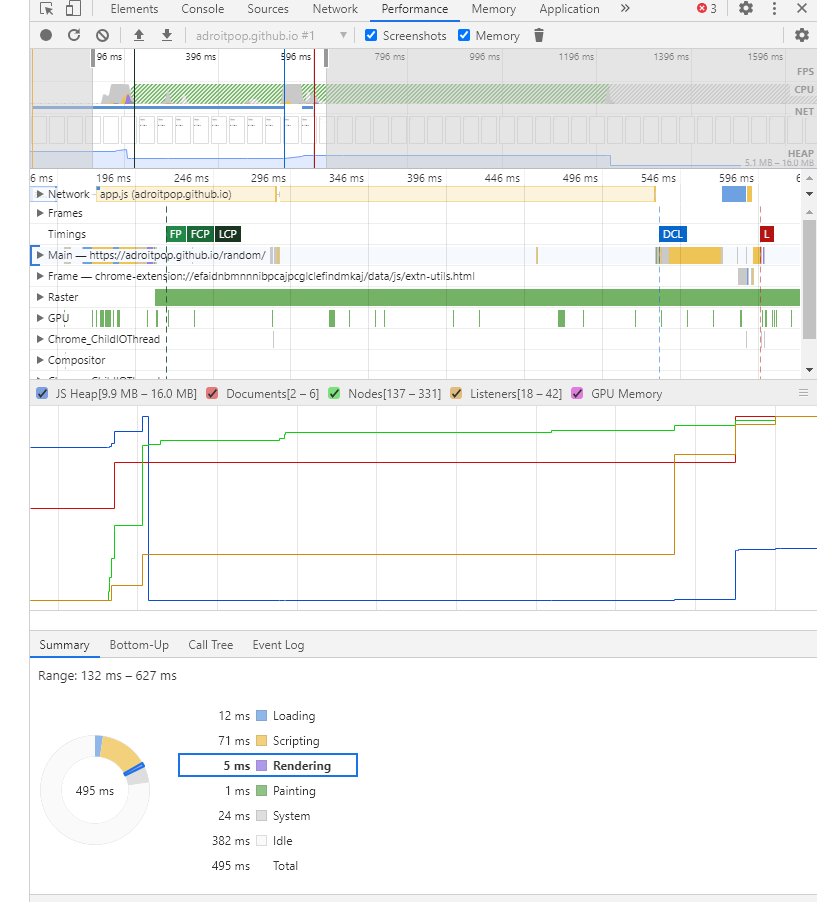 Elements Console Sources Network Performance Memory Application » 3
adroitpop.github.io #1 Screenshots Memory
96 ms 396 ms 596 ms 796 ms 996 ms 1196 ms 1396 ms 1596 ms
FPS
CPU
NET
HEAP
5.1 MB – 16.0 MB
6 ms 196 ms 246 ms 296 ms 346 ms 396 ms 446 ms 496 ms 546 ms 596 ms 6
Network app.js (adroitpop.github.io)
Frames
Timings FP FCP LCP DCL L
Main — https://adroitpop.github.io/random/
Frame — chrome-extension://efaidnbmnnnibpcajpcglclefindmkaj/data/js/extn-utils.html
Raster
GPU
Chrome_ChildIOThread
Compositor
Chrome_ChildIOThread
JS Heap[9.9 MB – 16.0 MB] Documents[2 – 6] Nodes[137 – 331] Listeners[18 – 42] GPU Memory
Summary Bottom-Up Call Tree Event Log
Range: 132 ms – 627 ms
12 ms Loading
71 ms Scripting
5 ms Rendering
495 ms
1 ms Painting
24 ms System
382 ms Idle
495 ms Total